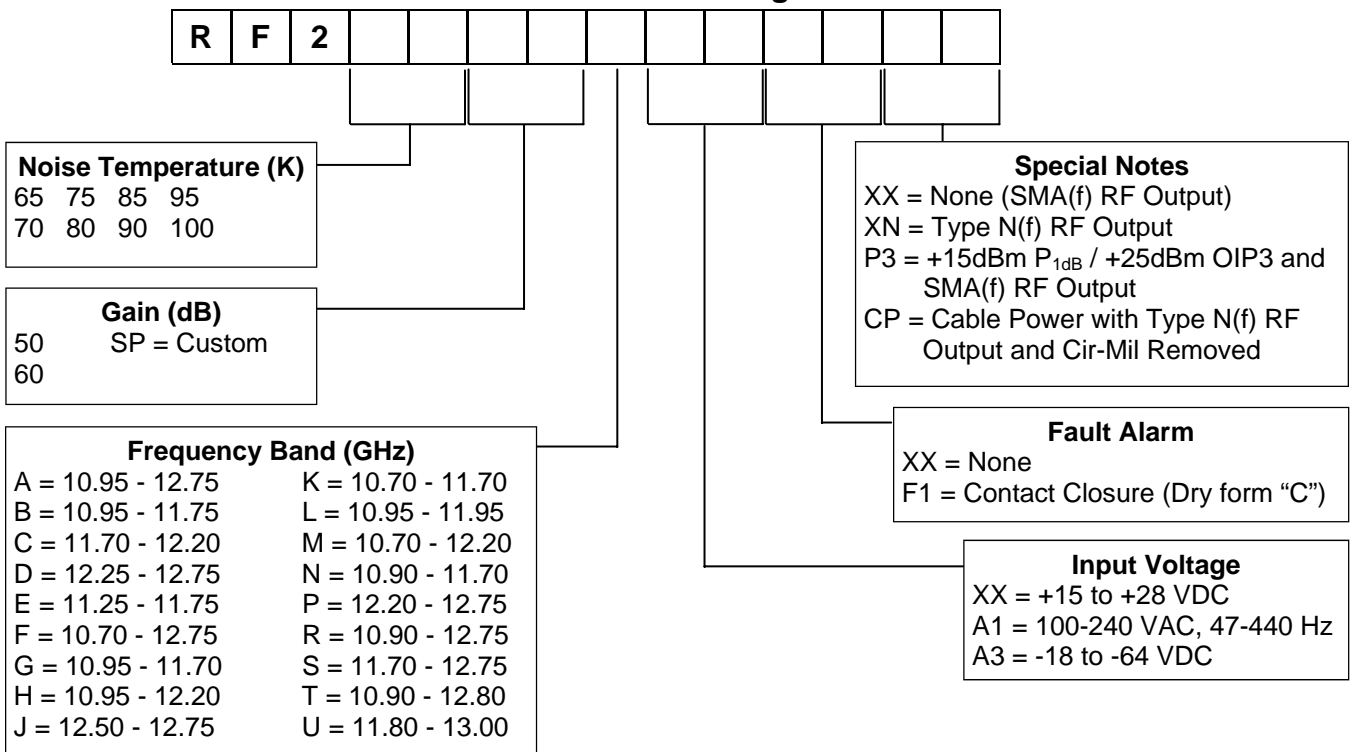 R F 2
Noise Temperature (K)
65 75 85 95
70 80 90 100
Gain (dB)
50 SP = Custom
60
Frequency Band (GHz)
A = 10.95 - 12.75 K = 10.70 - 11.70
B = 10.95 - 11.75 L = 10.95 - 11.95
C = 11.70 - 12.20 M = 10.70 - 12.20
D = 12.25 - 12.75 N = 10.90 - 11.70
E = 11.25 - 11.75 P = 12.20 - 12.75
F = 10.70 - 12.75 R = 10.90 - 12.75
G = 10.95 - 11.70 S = 11.70 - 12.75
H = 10.95 - 12.20 T = 10.90 - 12.80
J = 12.50 - 12.75 U = 11.80 - 13.00
Special Notes
XX = None (SMA(f) RF Output)
XN = Type N(f) RF Output
P3 = +15dBm P1dB / +25dBm OIP3 and
SMA(f) RF Output
CP = Cable Power with Type N(f) RF
Output and Cir-Mil Removed
Fault Alarm
XX = None
F1 = Contact Closure (Dry form “C”)
Input Voltage
XX = +15 to +28 VDC
A1 = 100-240 VAC, 47-440 Hz
A3 = -18 to -64 VDC